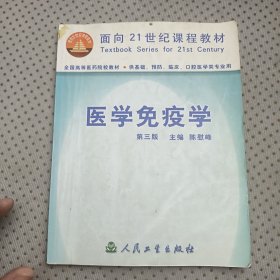 面向21世纪课程教材
Textbook Series for 21st Century
全国高等医药院校教材·供基础、预防、临床、口腔医学类专业用
医学免疫学
第三版 主编 陈慰峰
人民卫生出版社